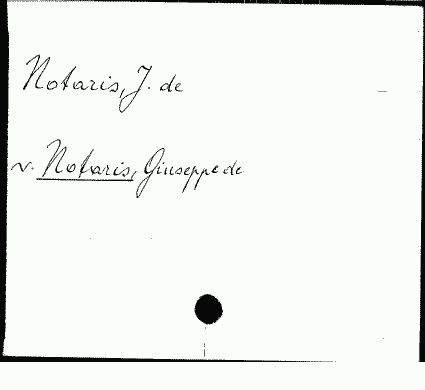 Notaris, J. de
v. Notaris, Giuseppe de